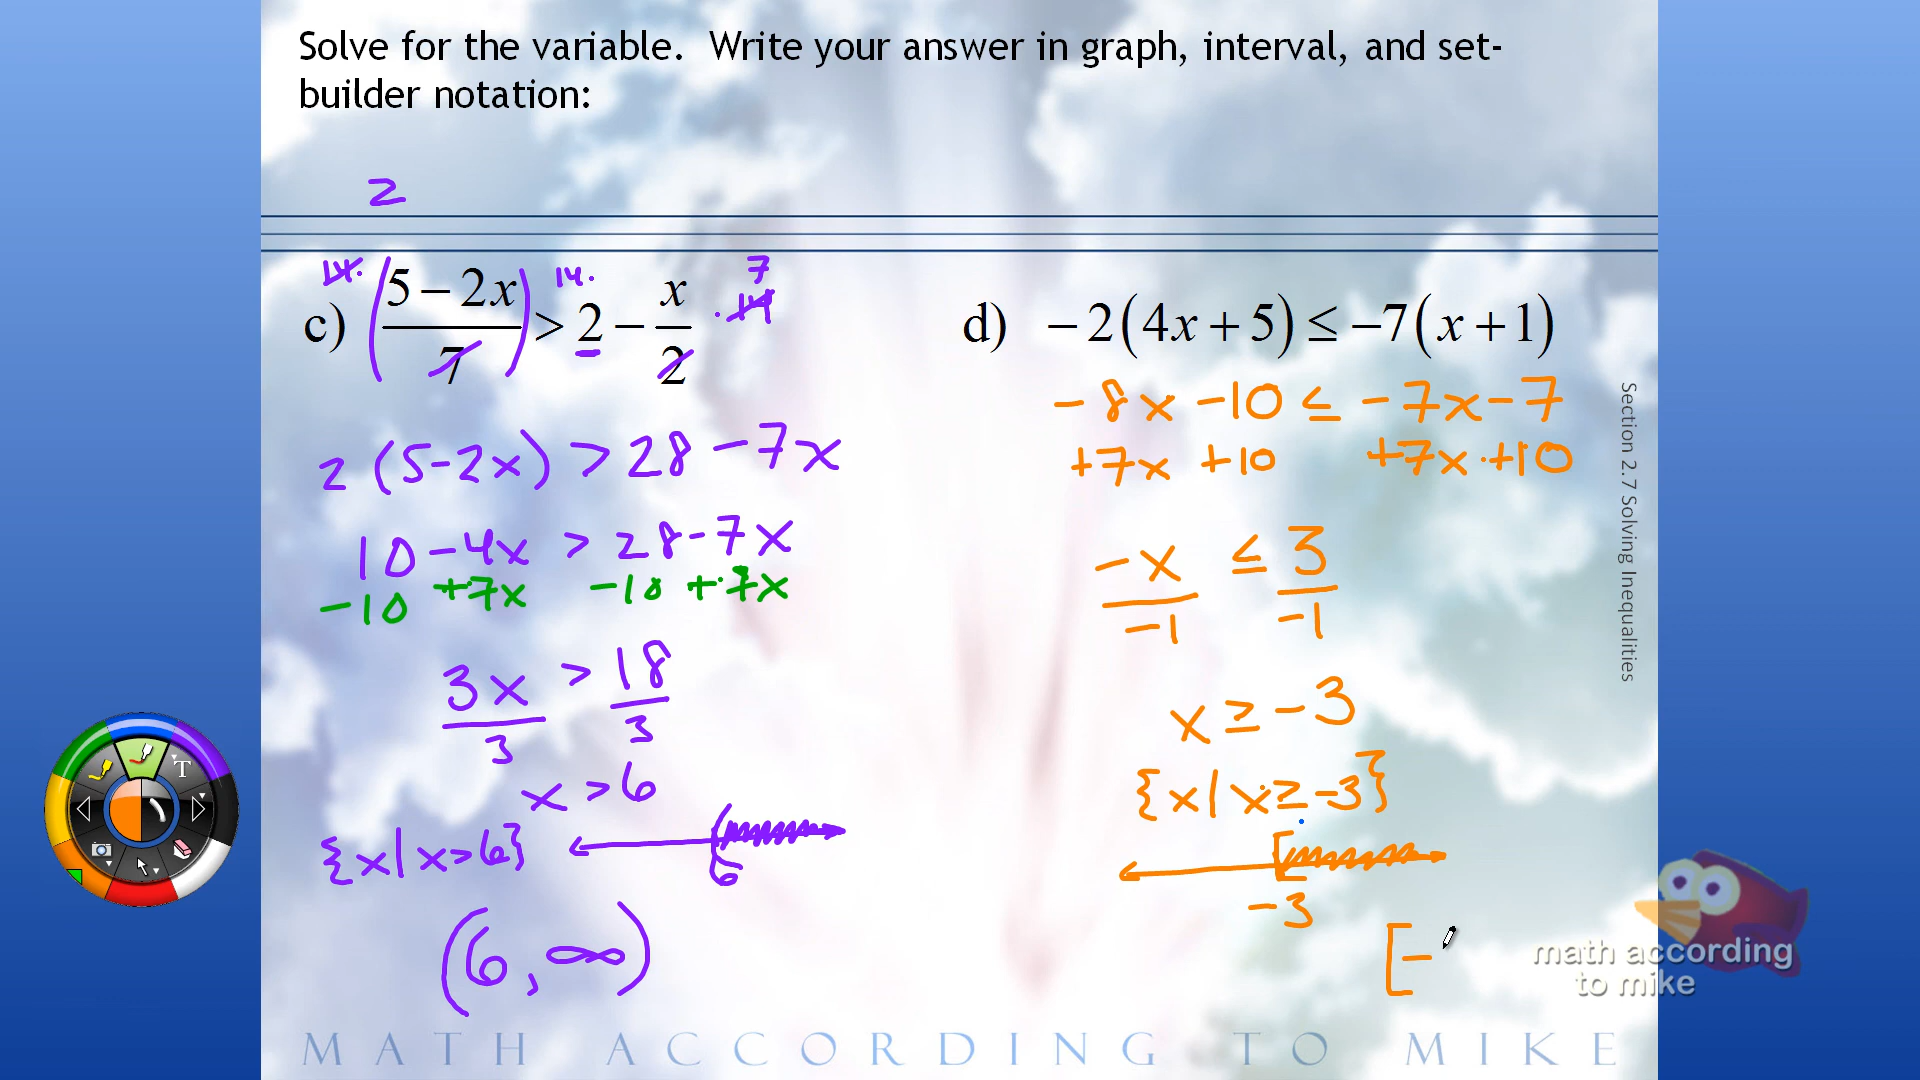 Solve for the variable. Write your answer in graph, interval, and set-
builder notation:
2
14· 14· 7
c) (5 − 2x / 7) > 2 − x/2 · 14
2 (5-2x) > 28 -7x
10 -4x > 28 -7x
-10 +7x -10 +7x
3x > 18
3 3
x > 6
{x|x>6}
6
(6, ∞)
d) −2(4x + 5) ≤ −7(x + 1)
-8x -10 ≤ -7x -7
+7x +10 +7x +10
-x ≤ 3
-1 -1
x ≥ -3
{x|x ≥ -3}
-3
[-
Section 2.7 Solving Inequalities
math according
to mike
MATH ACCORDING TO MIKE
T